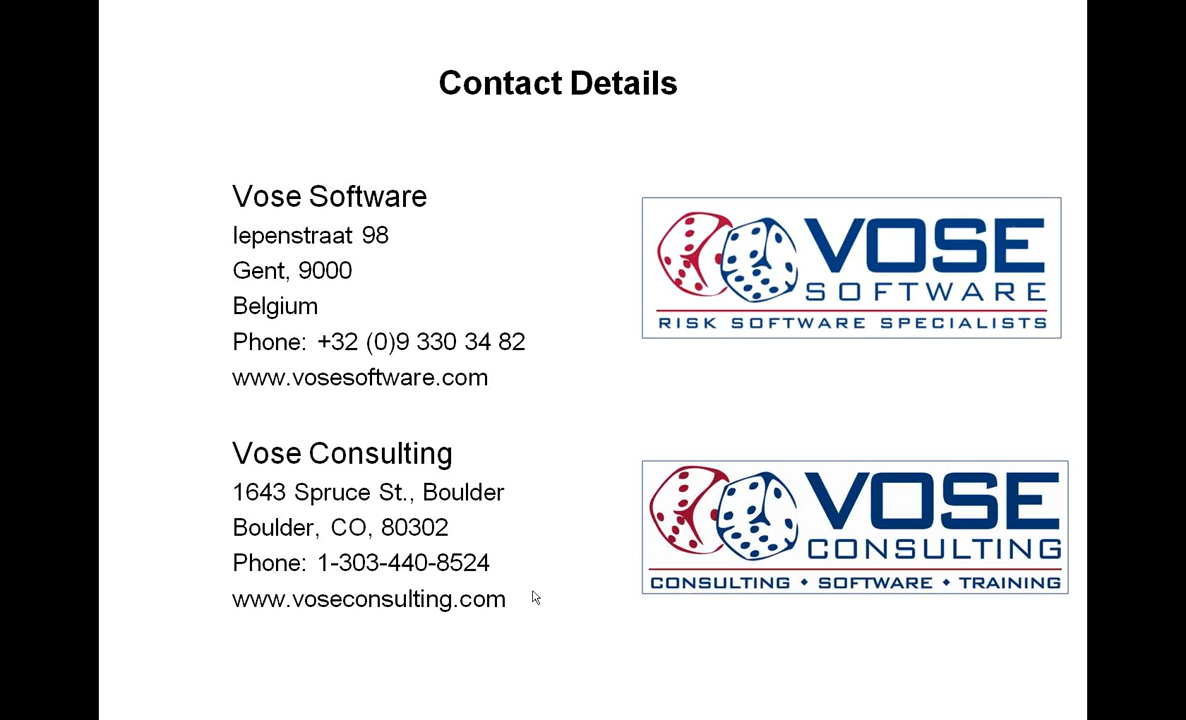 Contact Details
Vose Software
Iepenstraat 98
Gent, 9000
Belgium
Phone: +32 (0)9 330 34 82
www.vosesoftware.com
VOSE
SOFTWARE
RISK SOFTWARE SPECIALISTS
Vose Consulting
1643 Spruce St., Boulder
Boulder, CO, 80302
Phone: 1-303-440-8524
www.voseconsulting.com
VOSE
CONSULTING
CONSULTING • SOFTWARE • TRAINING